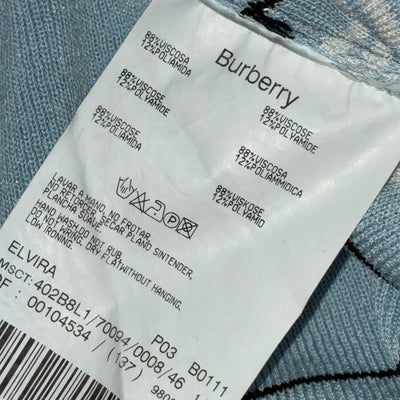 Burberry
88%VISCOSA
12%POLIAMIDA
88%VISCOSE
12%POLYAMIDE
88%VISCOSE
12%POLIAMIDA
88%VISCOSE
12%POLYAMIDE
88%VISCOSA
12%POLIAMMIDICA
88%VISKOSE
12%POLYAMID
LAVAR A MANO, NO FROTAR
NO RETORCER, SECAR PLANO SINTENDER,
PLANCHA SUAVE.
HAND WASH DO NOT RUB,
DO NOT WRING, DRY FLATWITHOUT HANGING,
LOW IRONING.
ELVIRA
MSCT: 402B8L1/70094/0008/46
P03 B0111
OF: 00104534 / (137)